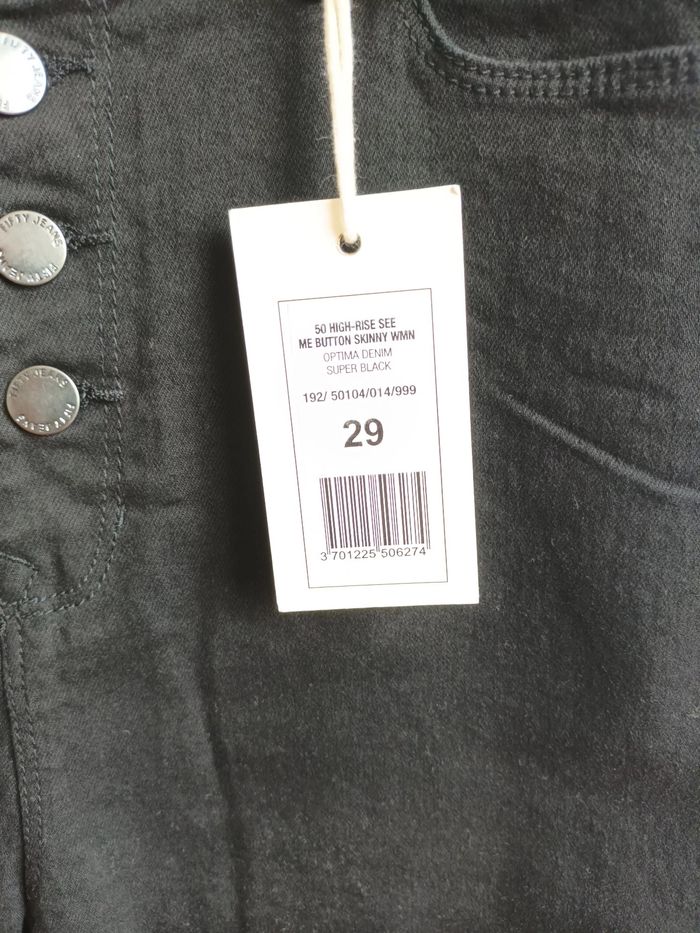 FIFTY JEANS
FIFTY JEANS
FIFTY JEANS
50 HIGH-RISE SEE
ME BUTTON SKINNY WMN
OPTIMA DENIM
SUPER BLACK
192/ 50104/014/999
29
3 701225 506274